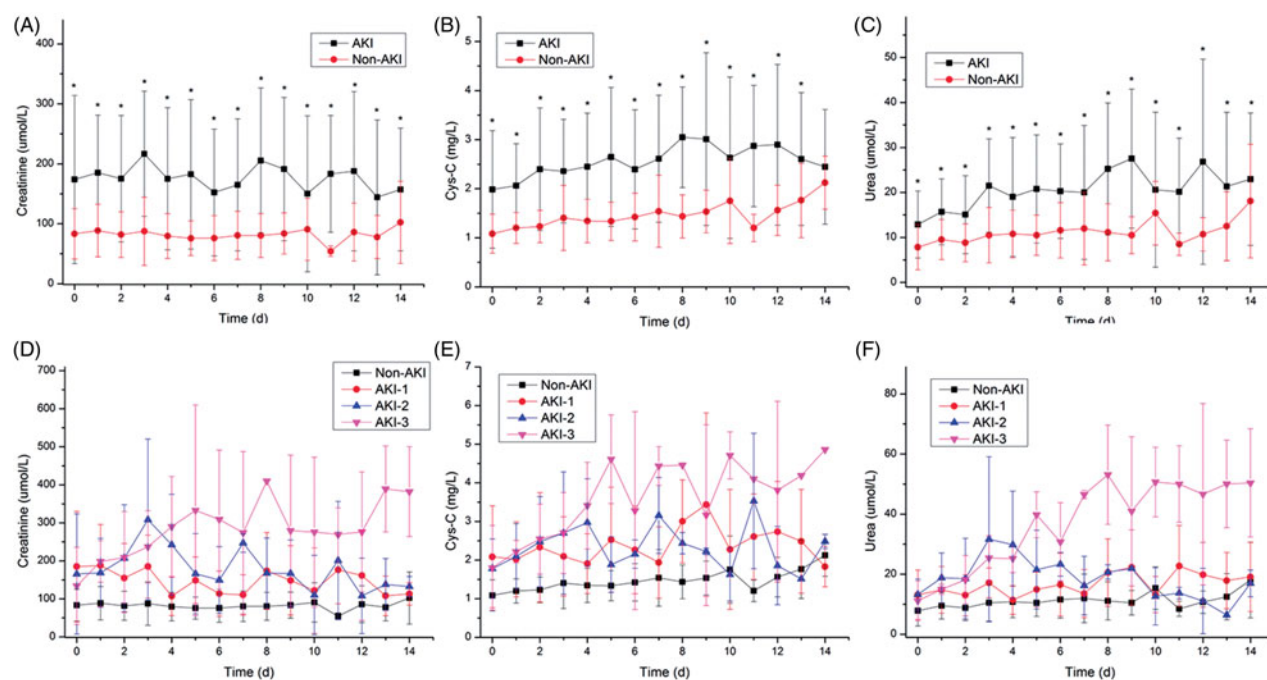 (A)
400
300
200
100
0
Creatinine (umol/L)
AKI
Non-AKI
* * * * * * * * * * * * * * *
0 2 4 6 8 10 12 14
Time (d)
(B)
5
4
3
2
1
0
Cys-C (mg/L)
AKI
Non-AKI
* * * * * * * * * * * * * *
0 2 4 6 8 10 12 14
Time (d)
(C)
50
40
30
20
10
0
Urea (umol/L)
AKI
Non-AKI
* * * * * * * * * * * * * * *
0 2 4 6 8 10 12 14
Time (d)
(D)
700
600
500
400
300
200
100
0
Creatinine (umol/L)
Non-AKI
AKI-1
AKI-2
AKI-3
0 2 4 6 8 10 12 14
Time (d)
(E)
7
6
5
4
3
2
1
0
Cys-C (mg/L)
Non-AKI
AKI-1
AKI-2
AKI-3
0 2 4 6 8 10 12 14
Time (d)
(F)
80
60
40
20
0
Urea (umol/L)
Non-AKI
AKI-1
AKI-2
AKI-3
0 2 4 6 8 10 12 14
Time (d)